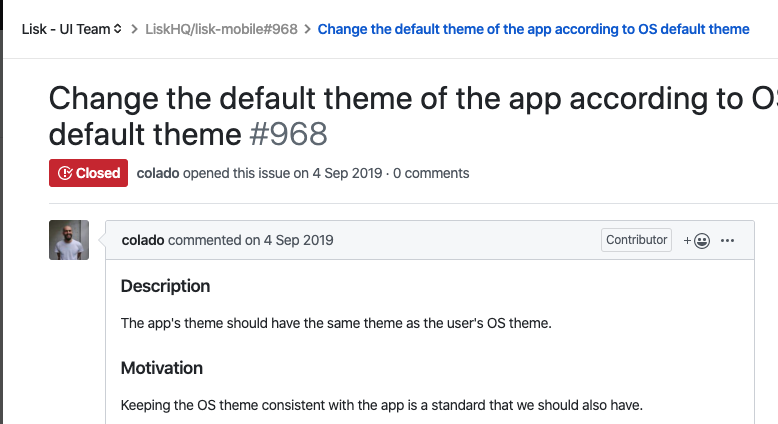 Lisk - UI Team > LiskHQ/lisk-mobile#968 > Change the default theme of the app according to OS default theme
Change the default theme of the app according to OS
default theme #968
Closed colado opened this issue on 4 Sep 2019 · 0 comments
colado commented on 4 Sep 2019 Contributor + ...
Description
The app's theme should have the same theme as the user's OS theme.
Motivation
Keeping the OS theme consistent with the app is a standard that we should also have.